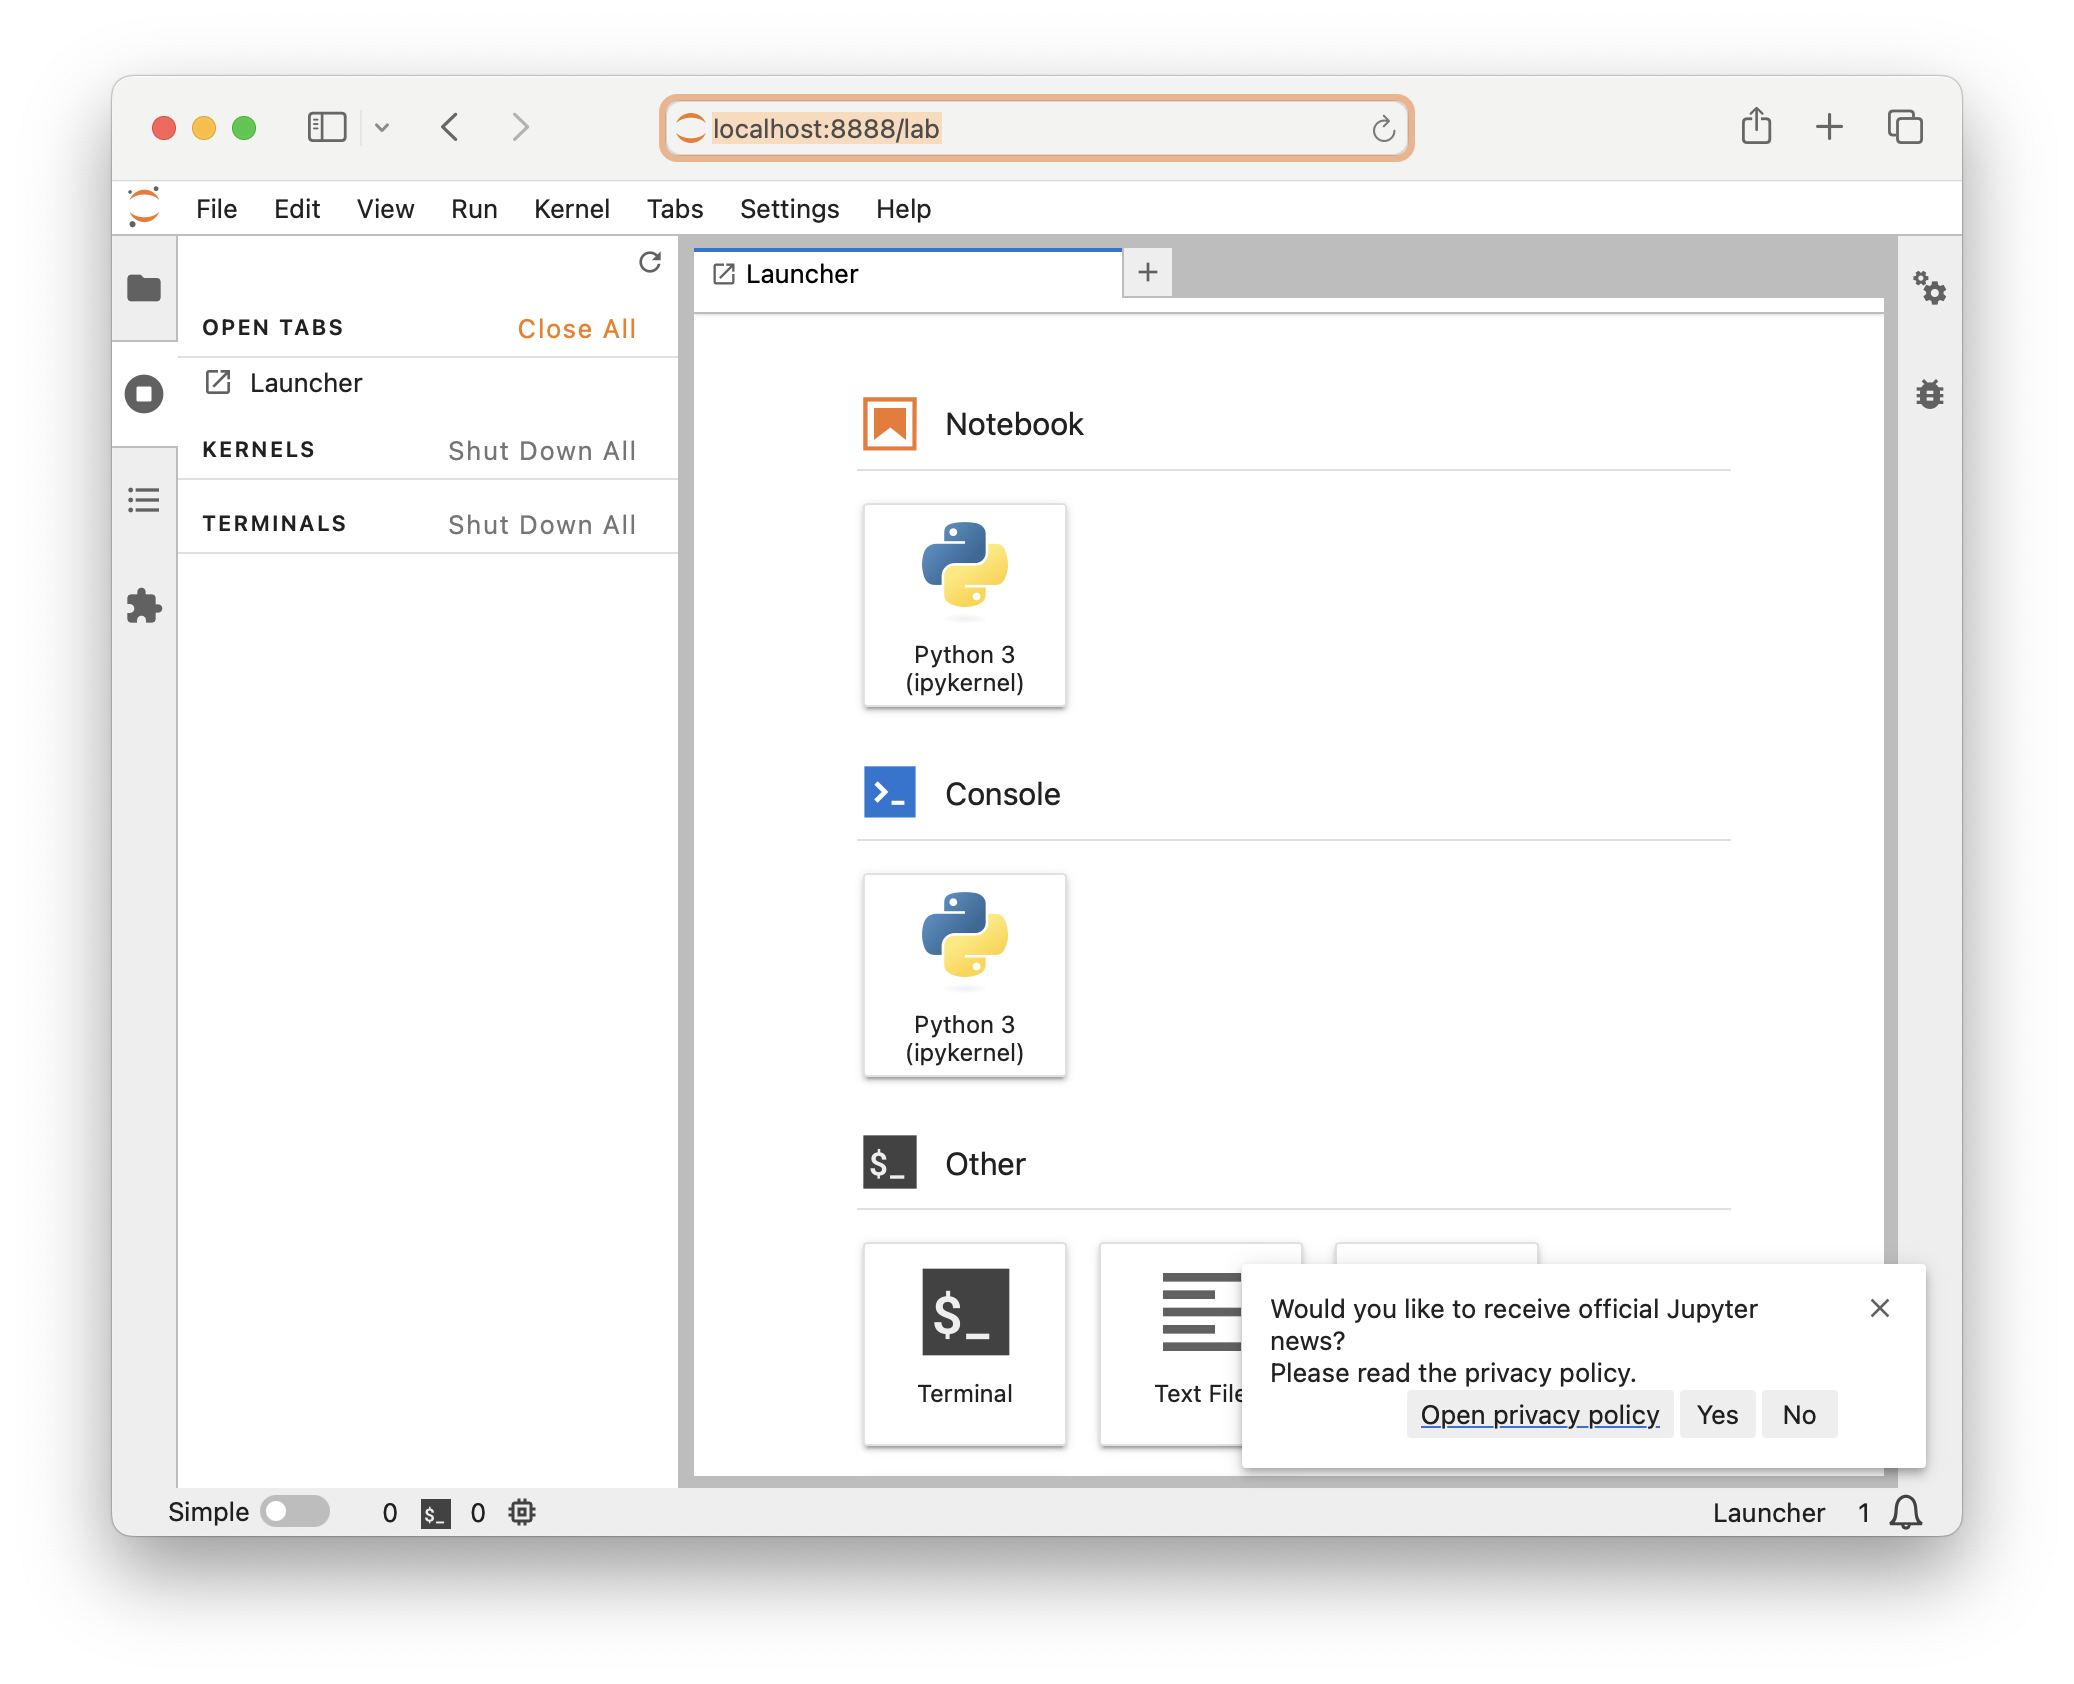 localhost:8888/lab
File Edit View Run Kernel Tabs Settings Help
OPEN TABS Close All
Launcher
KERNELS Shut Down All
TERMINALS Shut Down All
Launcher
Notebook
Python 3
(ipykernel)
Console
Python 3
(ipykernel)
$_ Other
$_
Terminal
Text File
Would you like to receive official Jupyter
news?
Please read the privacy policy.
Open privacy policy Yes No
Simple 0 $_ 0 Launcher 1